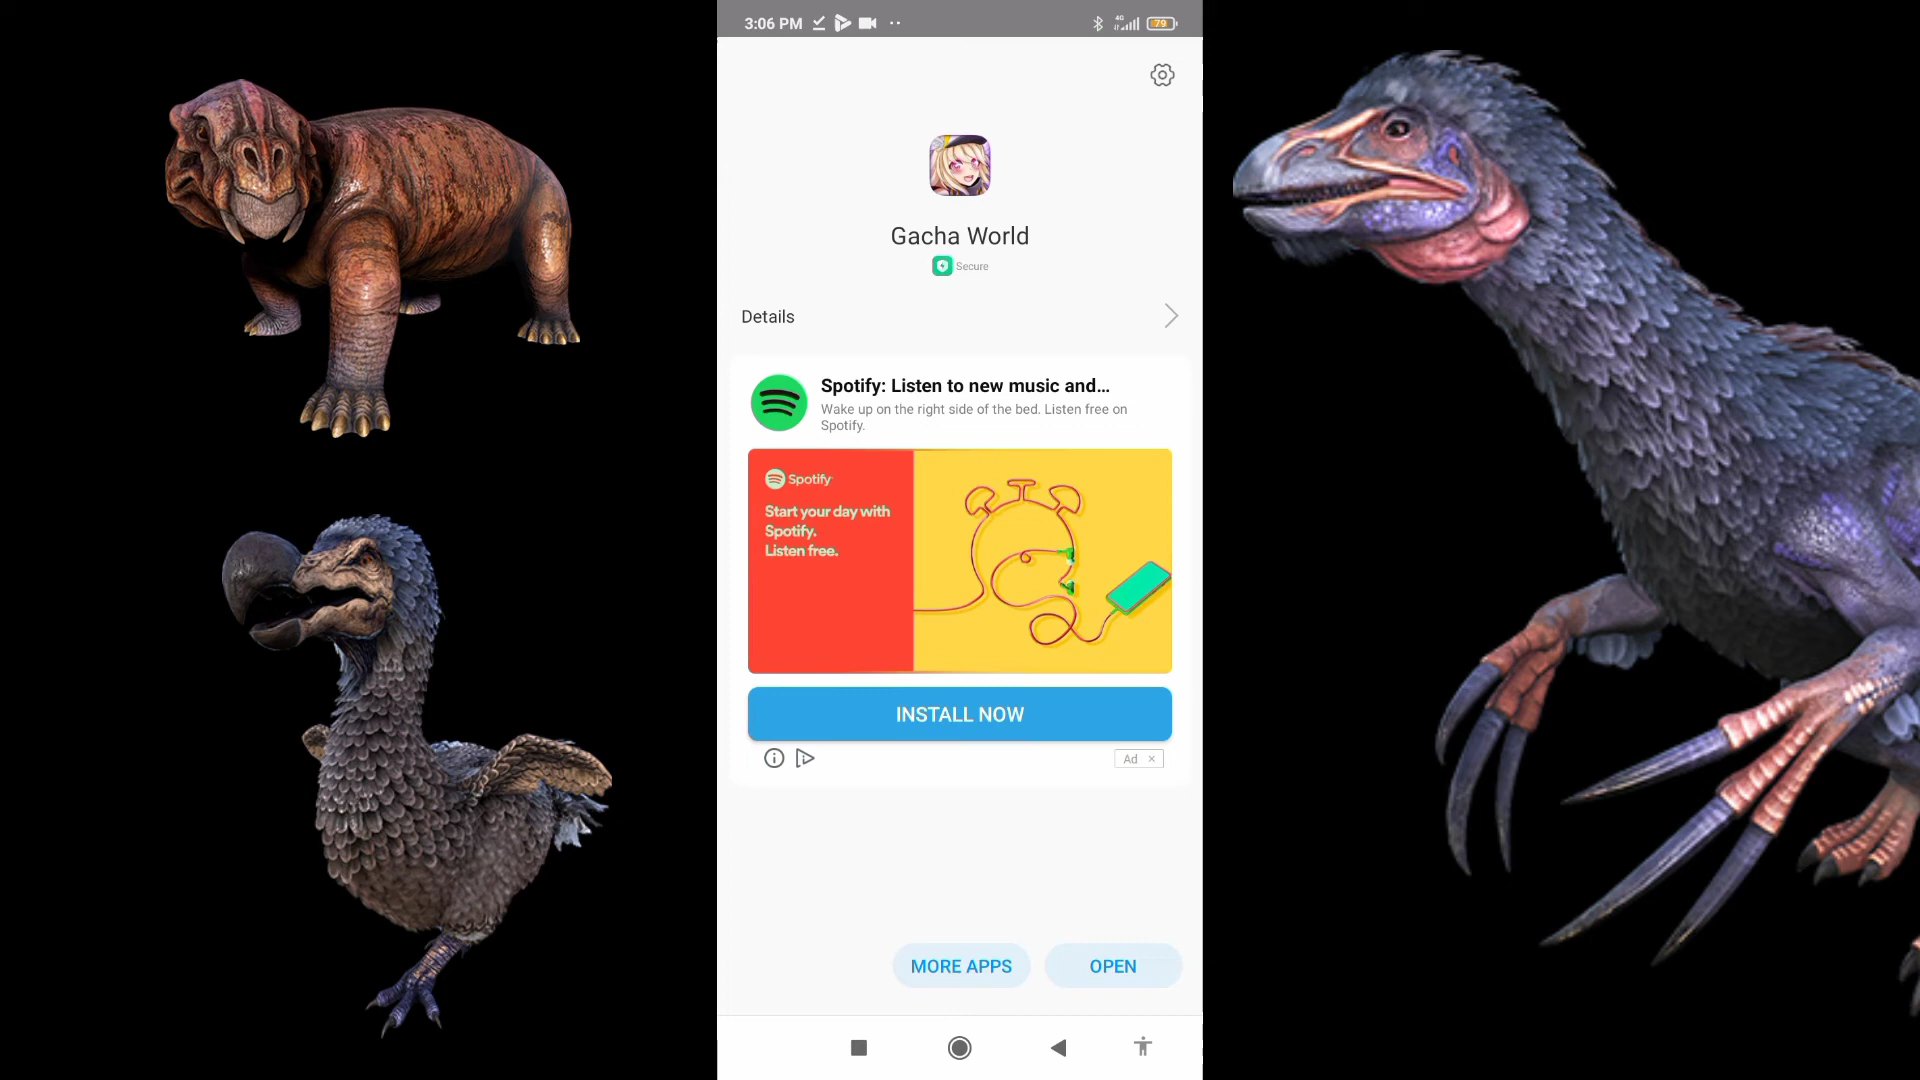 3:06 PM
4G
79
Gacha World
Secure
Details
Spotify: Listen to new music and…
Wake up on the right side of the bed. Listen free on
Spotify.
Spotify
Start your day with
Spotify.
Listen free.
INSTALL NOW
Ad ×
MORE APPS
OPEN